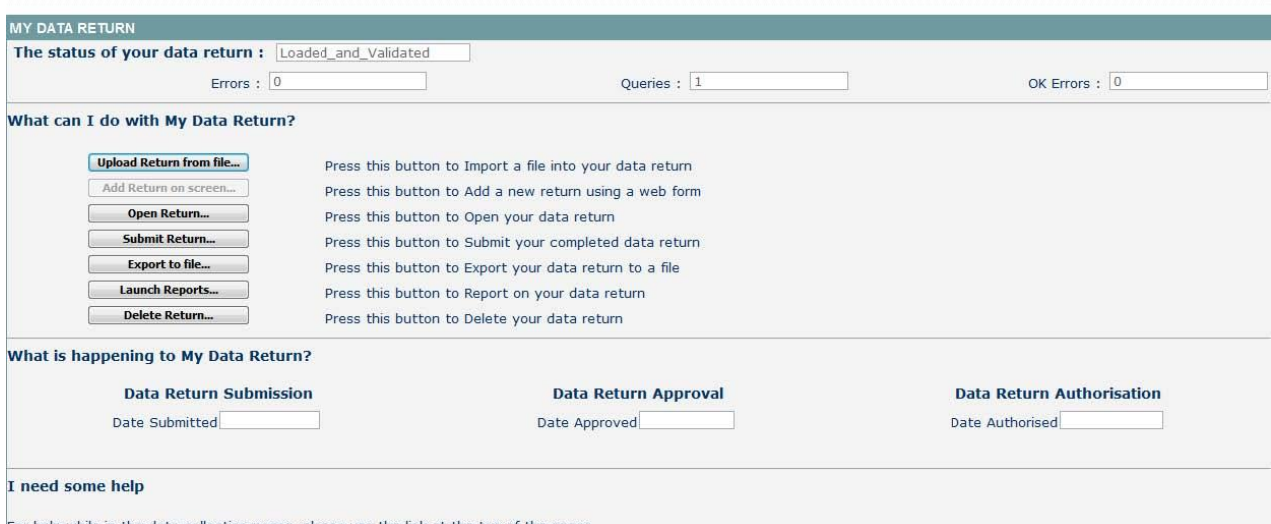 MY DATA RETURN
The status of your data return : Loaded_and_Validated
Errors : 0 Queries : 1 OK Errors : 0
What can I do with My Data Return?
Upload Return from file... Press this button to Import a file into your data return
Add Return on screen... Press this button to Add a new return using a web form
Open Return... Press this button to Open your data return
Submit Return... Press this button to Submit your completed data return
Export to file... Press this button to Export your data return to a file
Launch Reports... Press this button to Report on your data return
Delete Return... Press this button to Delete your data return
What is happening to My Data Return?
Data Return Submission Data Return Approval Data Return Authorisation
Date Submitted Date Approved Date Authorised
I need some help